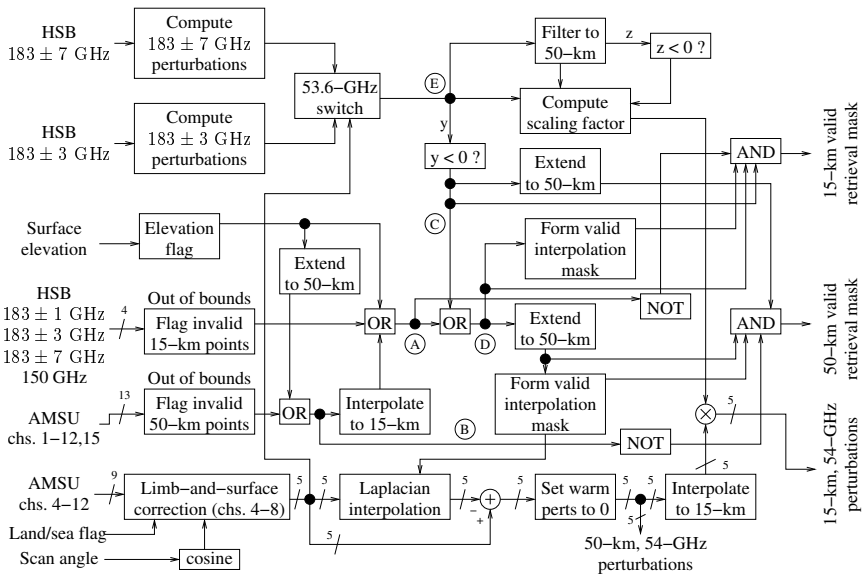 HSB
183 ± 7 GHz
Compute
183 ± 7 GHz
perturbations
HSB
183 ± 3 GHz
Compute
183 ± 3 GHz
perturbations
53.6−GHz
switch
E
Filter to
50−km
z
z < 0 ?
Compute
scaling factor
y
y < 0 ?
Extend
to 50−km
C
AND
15−km valid
retrieval mask
Surface
elevation
Elevation
flag
Extend
to 50−km
Form valid
interpolation
mask
HSB
183 ± 1 GHz
183 ± 3 GHz
183 ± 7 GHz
150 GHz
4
Out of bounds
Flag invalid
15−km points
OR
A
OR
D
NOT
Extend
to 50−km
AND
50−km valid
retrieval mask
AMSU
chs. 1−12,15
13
Out of bounds
Flag invalid
50−km points
OR
Interpolate
to 15−km
B
Form valid
interpolation
mask
NOT
×
5
15−km, 54−GHz
perturbations
AMSU
chs. 4−12
9
Limb−and−surface
correction (chs. 4−8)
5
5
Laplacian
interpolation
5
−
+
+
5
5
Set warm
perts to 0
5
5
5
Interpolate
to 15−km
5
50−km, 54−GHz
perturbations
Land/sea flag
Scan angle
cosine